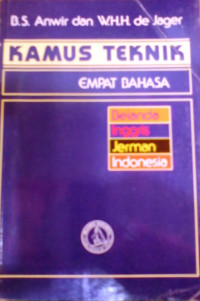 B.S. Anwir dan W.H.H. de Jager
KAMUS TEKNIK
EMPAT BAHASA
Belanda
Inggris
Jerman
Indonesia